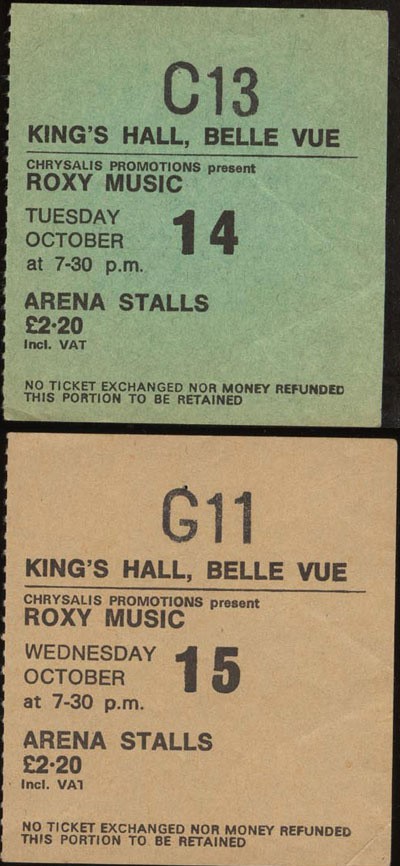 C13
KING'S HALL, BELLE VUE
CHRYSALIS PROMOTIONS present
ROXY MUSIC
TUESDAY
OCTOBER 14
at 7-30 p.m.
ARENA STALLS
£2·20
Incl. VAT
NO TICKET EXCHANGED NOR MONEY REFUNDED
THIS PORTION TO BE RETAINED
G11
KING'S HALL, BELLE VUE
CHRYSALIS PROMOTIONS present
ROXY MUSIC
WEDNESDAY
OCTOBER 15
at 7-30 p.m.
ARENA STALLS
£2·20
Incl. VAT
NO TICKET EXCHANGED NOR MONEY REFUNDED
THIS PORTION TO BE RETAINED